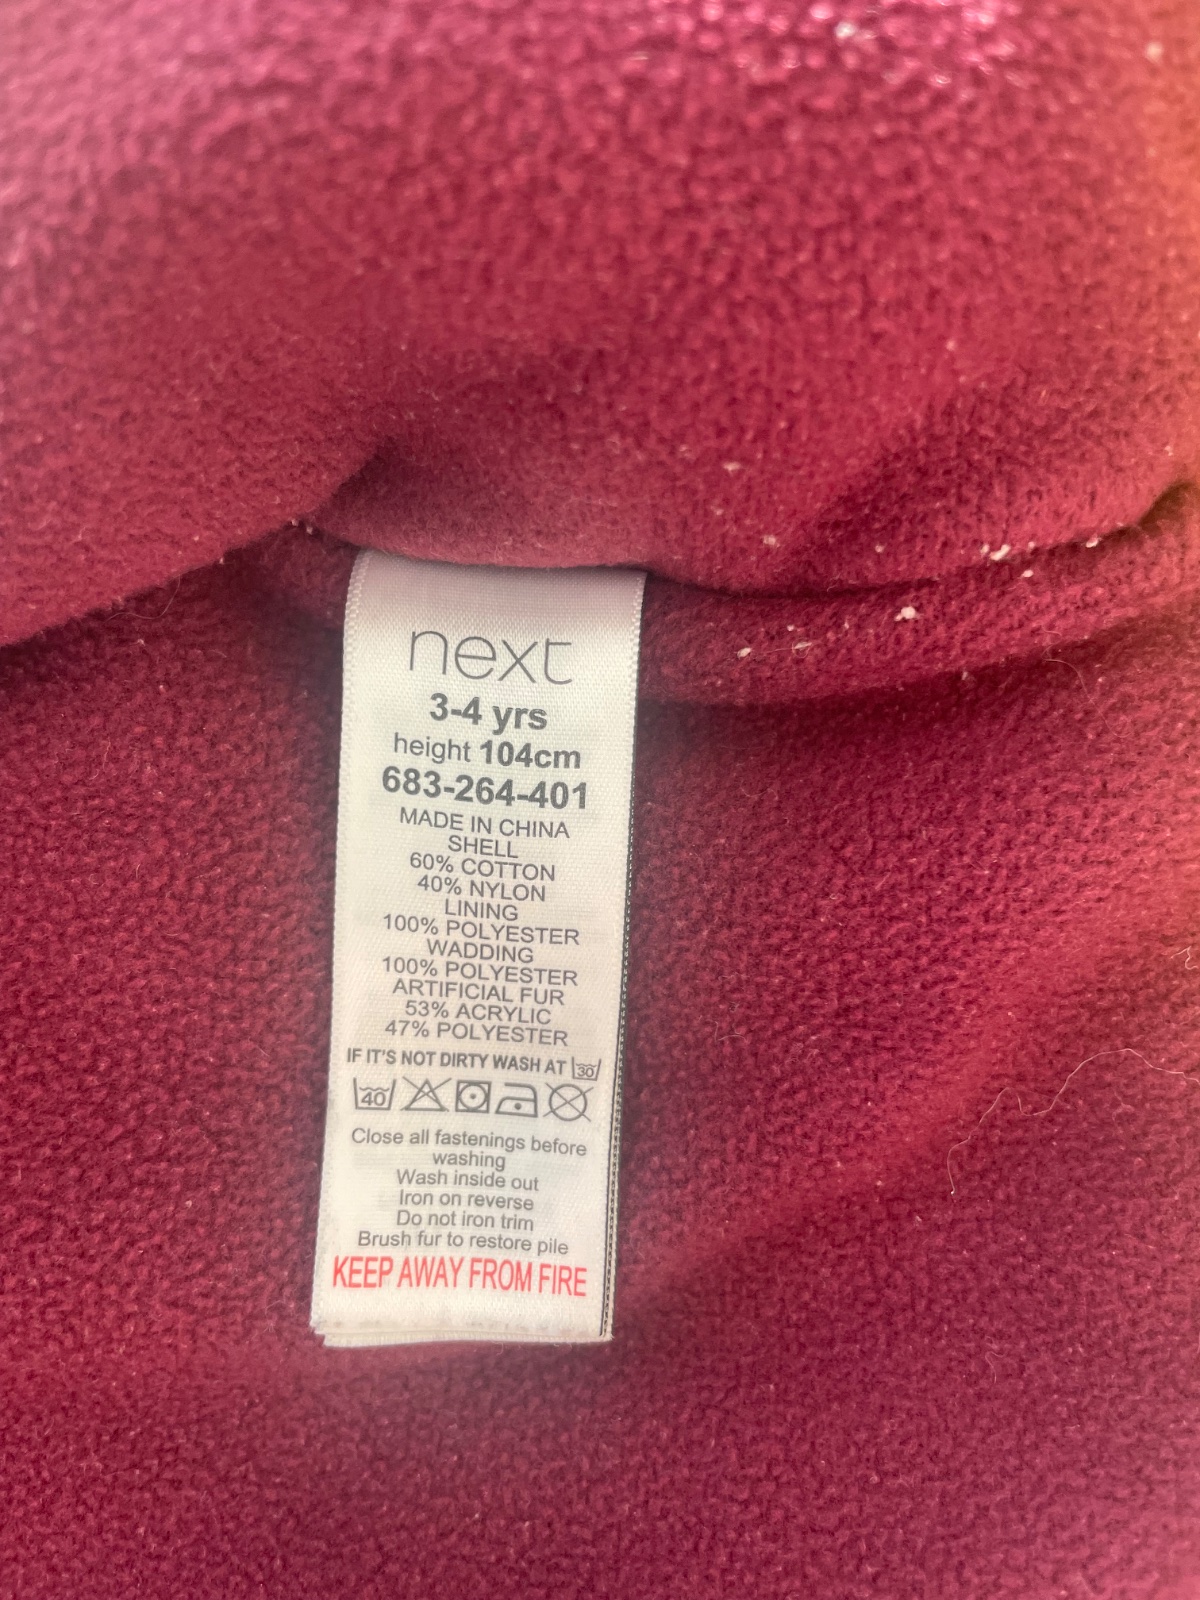 next
3-4 yrs
height 104cm
683-264-401
MADE IN CHINA
SHELL
60% COTTON
40% NYLON
LINING
100% POLYESTER
WADDING
100% POLYESTER
ARTIFICIAL FUR
53% ACRYLIC
47% POLYESTER
IF IT'S NOT DIRTY WASH AT 30
40
Close all fastenings before
washing
Wash inside out
Iron on reverse
Do not iron trim
Brush fur to restore pile
KEEP AWAY FROM FIRE